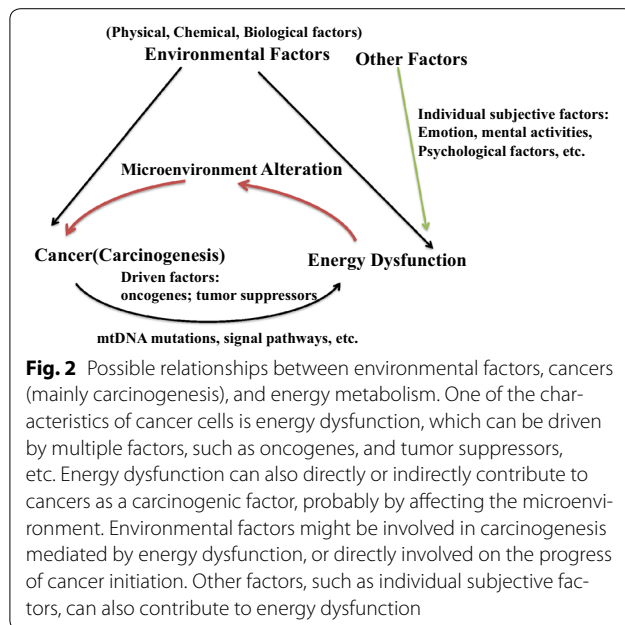 (Physical, Chemical, Biological factors)
Environmental Factors
Other Factors
Individual subjective factors:
Emotion, mental activities,
Psychological factors, etc.
Microenvironment Alteration
Cancer(Carcinogenesis)
Energy Dysfunction
Driven factors:
oncogenes; tumor suppressors
mtDNA mutations, signal pathways, etc.
Fig. 2 Possible relationships between environmental factors, cancers
(mainly carcinogenesis), and energy metabolism. One of the char-
acteristics of cancer cells is energy dysfunction, which can be driven
by multiple factors, such as oncogenes, and tumor suppressors,
etc. Energy dysfunction can also directly or indirectly contribute to
cancers as a carcinogenic factor, probably by affecting the microenvi-
ronment. Environmental factors might be involved in carcinogenesis
mediated by energy dysfunction, or directly involved on the progress
of cancer initiation. Other factors, such as individual subjective fac-
tors, can also contribute to energy dysfunction